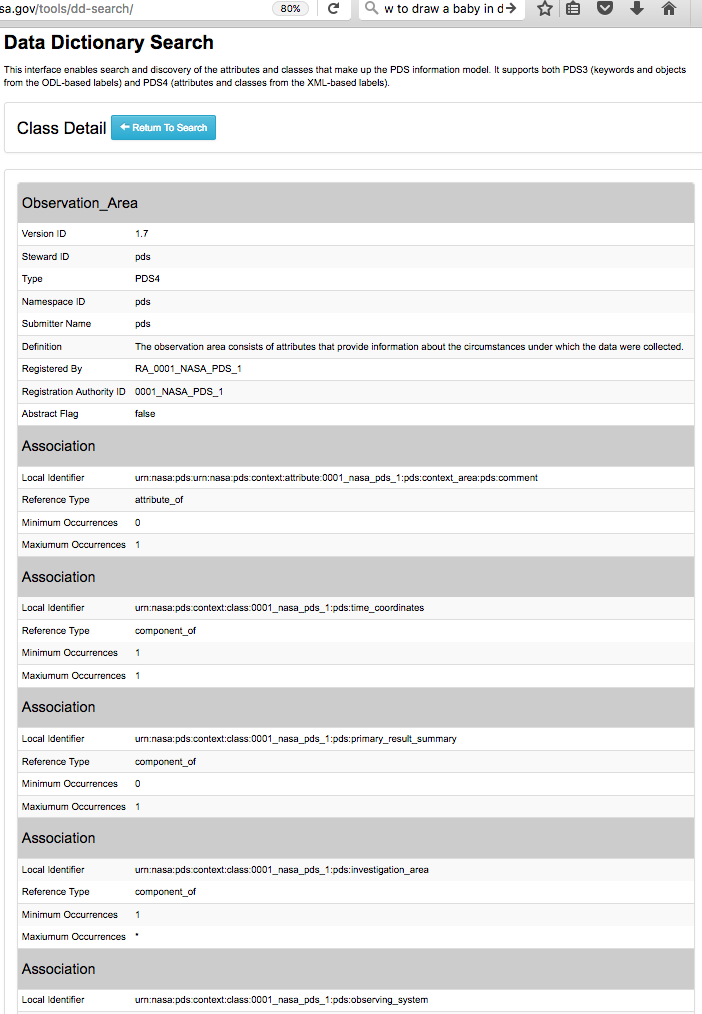 sa.gov/tools/dd-search/ 80% w to draw a baby in d
Data Dictionary Search
This interface enables search and discovery of the attributes and classes that make up the PDS information model. It supports both PDS3 (keywords and objects
from the ODL-based labels) and PDS4 (attributes and classes from the XML-based labels).
Class Detail Return To Search
Observation_Area
Version ID 1.7
Steward ID pds
Type PDS4
Namespace ID pds
Submitter Name pds
Definition The observation area consists of attributes that provide information about the circumstances under which the data were collected.
Registered By RA_0001_NASA_PDS_1
Registration Authority ID 0001_NASA_PDS_1
Abstract Flag false
Association
Local Identifier urn:nasa:pds:urn:nasa:pds:context:attribute:0001_nasa_pds_1:pds:context_area:pds:comment
Reference Type attribute_of
Minimum Occurrences 0
Maxiumum Occurrences 1
Association
Local Identifier urn:nasa:pds:context:class:0001_nasa_pds_1:pds:time_coordinates
Reference Type component_of
Minimum Occurrences 1
Maxiumum Occurrences 1
Association
Local Identifier urn:nasa:pds:context:class:0001_nasa_pds_1:pds:primary_result_summary
Reference Type component_of
Minimum Occurrences 0
Maxiumum Occurrences 1
Association
Local Identifier urn:nasa:pds:context:class:0001_nasa_pds_1:pds:investigation_area
Reference Type component_of
Minimum Occurrences 1
Maxiumum Occurrences *
Association
Local Identifier urn:nasa:pds:context:class:0001_nasa_pds_1:pds:observing_system